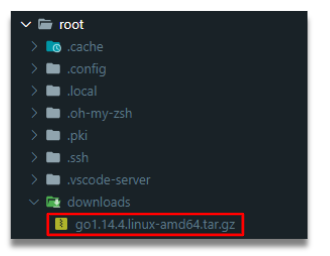 root
.cache
.config
.local
.oh-my-zsh
.pki
.ssh
.vscode-server
downloads
go1.14.4.linux-amd64.tar.gz